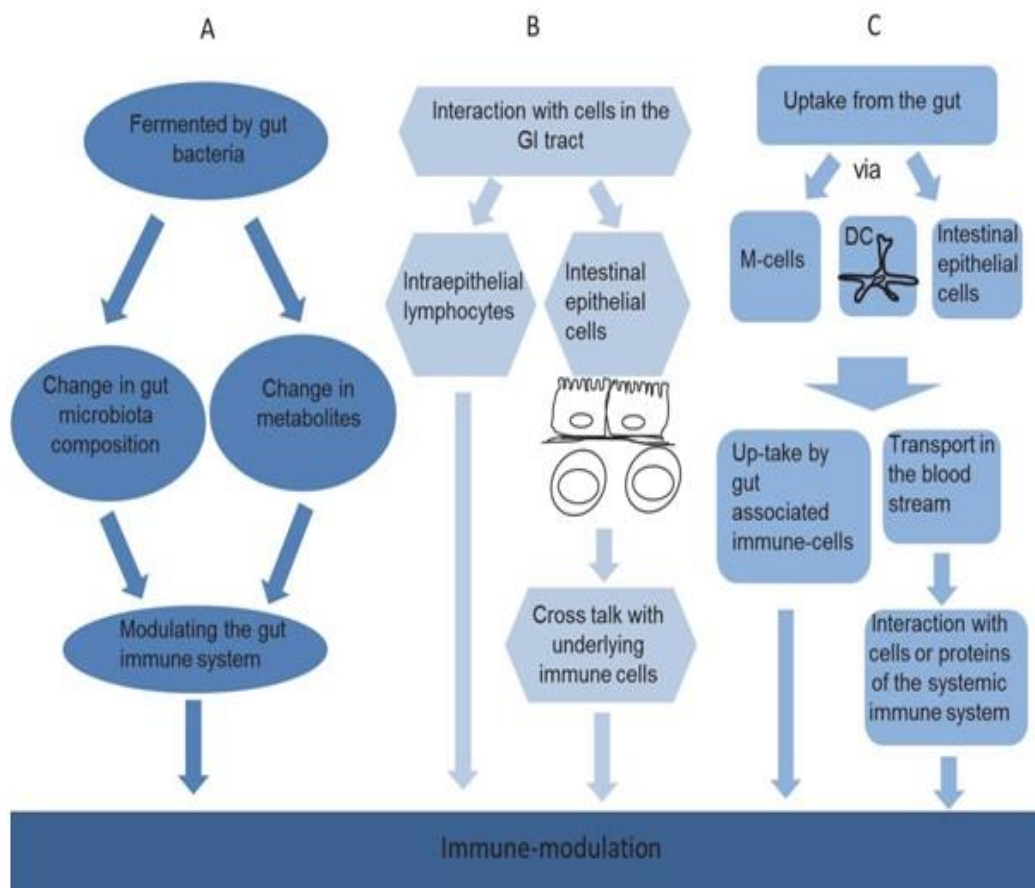 A
Fermented by gut
bacteria
Change in gut
microbiota
composition
Change in
metabolites
Modulating the gut
immune system
B
Interaction with cells in the
GI tract
Intraepithelial
lymphocytes
Intestinal
epithelial
cells
Cross talk with
underlying
immune cells
C
Uptake from the gut
via
M-cells
DC
Intestinal
epithelial
cells
Up-take by
gut
associated
immune-cells
Transport in
the blood
stream
Interaction with
cells or proteins
of the systemic
immune system
Immune-modulation